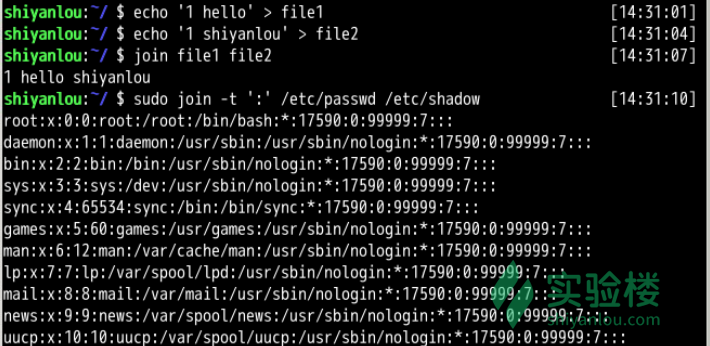 shiyanlou:~/ $ echo '1 hello' > file1 [14:31:01]
shiyanlou:~/ $ echo '1 shiyanlou' > file2 [14:31:04]
shiyanlou:~/ $ join file1 file2 [14:31:07]
1 hello shiyanlou
shiyanlou:~/ $ sudo join -t ':' /etc/passwd /etc/shadow [14:31:10]
root:x:0:0:root:/root:/bin/bash:*:17590:0:99999:7:::
daemon:x:1:1:daemon:/usr/sbin:/usr/sbin/nologin:*:17590:0:99999:7:::
bin:x:2:2:bin:/bin:/usr/sbin/nologin:*:17590:0:99999:7:::
sys:x:3:3:sys:/dev:/usr/sbin/nologin:*:17590:0:99999:7:::
sync:x:4:65534:sync:/bin:/bin/sync:*:17590:0:99999:7:::
games:x:5:60:games:/usr/games:/usr/sbin/nologin:*:17590:0:99999:7:::
man:x:6:12:man:/var/cache/man:/usr/sbin/nologin:*:17590:0:99999:7:::
lp:x:7:7:lp:/var/spool/lpd:/usr/sbin/nologin:*:17590:0:99999:7:::
mail:x:8:8:mail:/var/mail:/usr/sbin/nologin:*:17590:0:99999:7:::
news:x:9:9:news:/var/spool/news:/usr/sbin/nologin:*:17590:0:99999:7:::
uucp:x:10:10:uucp:/var/spool/uucp:/usr/sbin/nologin:*:17590:0:99999:7:::
实验楼
shiyanlou.com